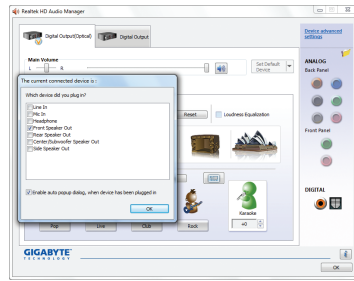 Realtek HD Audio Manager
Digital Output(Optical)
Digital Output
Device advanced settings
Main Volume
L
R
Set Default Device
ANALOG
Back Panel
The current connected device is :
Which device did you plug in?
Line In
Mic In
Headphone
Front Speaker Out
Rear Speaker Out
Center/Subwoofer Speaker Out
Side Speaker Out
Enable auto popup dialog, when device has been plugged in
OK
Reset
Loudness Equalization
Front Panel
Karaoke
+0
Pop
Live
Club
Rock
DIGITAL
GIGABYTE
TECHNOLOGY
OK